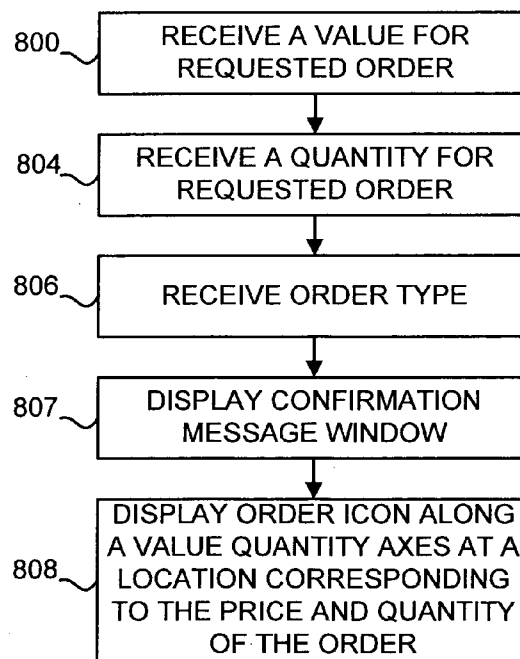 800
RECEIVE A VALUE FOR
REQUESTED ORDER
804
RECEIVE A QUANTITY FOR
REQUESTED ORDER
806
RECEIVE ORDER TYPE
807
DISPLAY CONFIRMATION
MESSAGE WINDOW
808
DISPLAY ORDER ICON ALONG
A VALUE QUANTITY AXES AT A
LOCATION CORRESPONDING
TO THE PRICE AND QUANTITY
OF THE ORDER